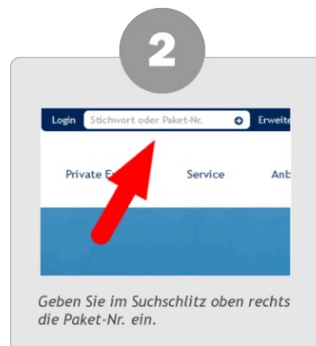 2
Login Stichwort oder Paket-Nr. Erweite
Private Service Anb
Geben Sie im Suchschlitz oben rechts
die Paket-Nr. ein.